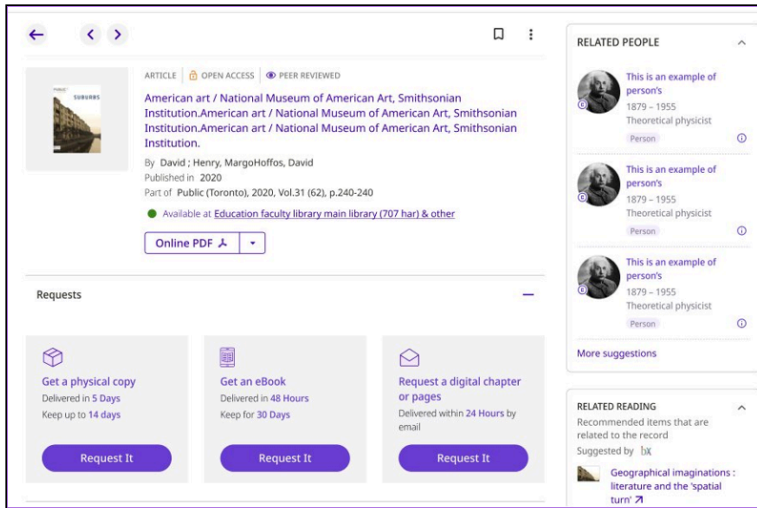 ARTICLE OPEN ACCESS PEER REVIEWED
American art / National Museum of American Art, Smithsonian
Institution.American art / National Museum of American Art, Smithsonian
Institution.American art / National Museum of American Art, Smithsonian
Institution.
By David ; Henry, MargoHoffos, David
Published in 2020
Part of Public (Toronto), 2020, Vol.31 (62), p.240-240
Available at Education faculty library main library (707 har) & other
Online PDF
SUBURBS
Requests
Get a physical copy
Delivered in 5 Days
Keep up to 14 days
Request It
Get an eBook
Delivered in 48 Hours
Keep for 30 Days
Request It
Request a digital chapter
or pages
Delivered within 24 Hours by
email
Request It
RELATED PEOPLE
This is an example of
person's
1879 – 1955
Theoretical physicist
Person
This is an example of
person's
1879 – 1955
Theoretical physicist
Person
This is an example of
person's
1879 – 1955
Theoretical physicist
Person
More suggestions
RELATED READING
Recommended items that are
related to the record
Suggested by bX
Geographical imaginations :
literature and the 'spatial
turn'